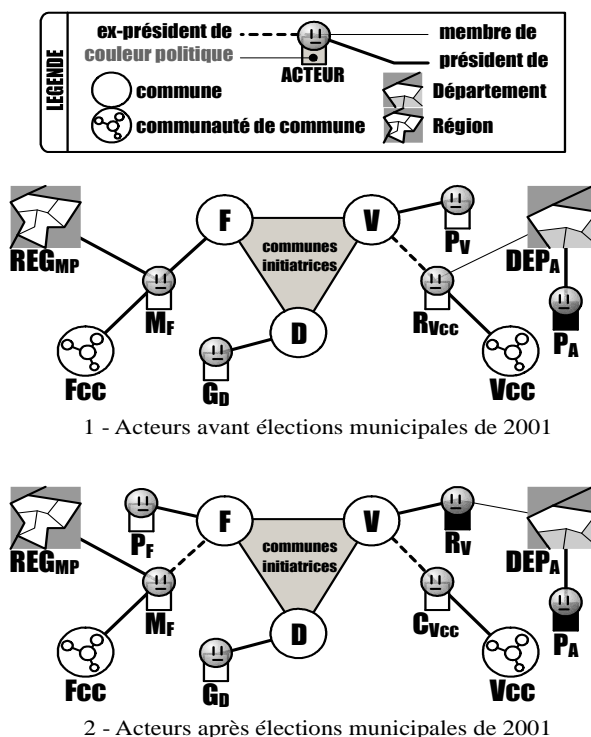 LEGENDE
ex-président de
membre de
couleur politique
président de
ACTEUR
commune
Département
communauté de commune
Région
F
V
PV
REGMP
communes
initiatrices
DEPA
MF
RVCC
D
PA
FCC
GD
VCC
1 - Acteurs avant élections municipales de 2001
F
V
PF
RV
REGMP
communes
initiatrices
DEPA
MF
CVCC
D
PA
FCC
GD
VCC
2 - Acteurs après élections municipales de 2001